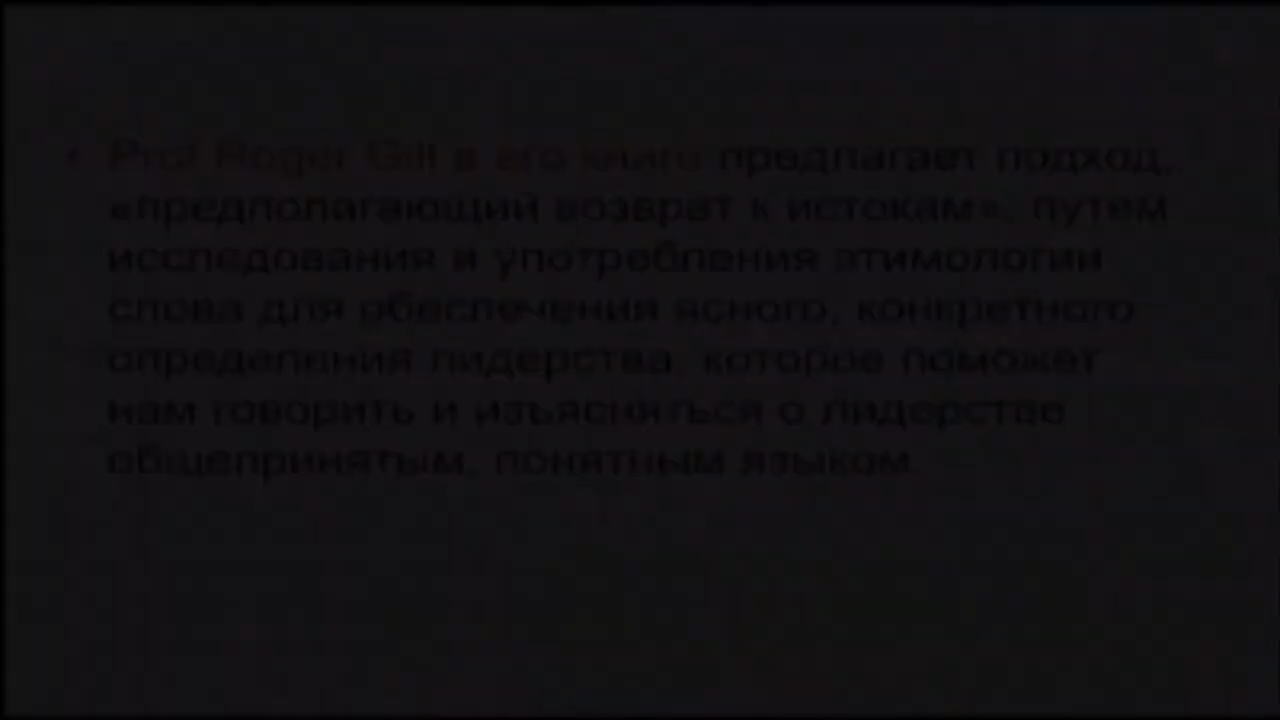 • Prof Roger Gill в его книге предлагает подход,
«предполагающий возврат к истокам», путем
исследования и употребления этимологии
слова для обеспечения ясного, конкретного
определения лидерства, которое поможет
нам говорить и изъясняться о лидерстве
общепринятым, понятным языком.